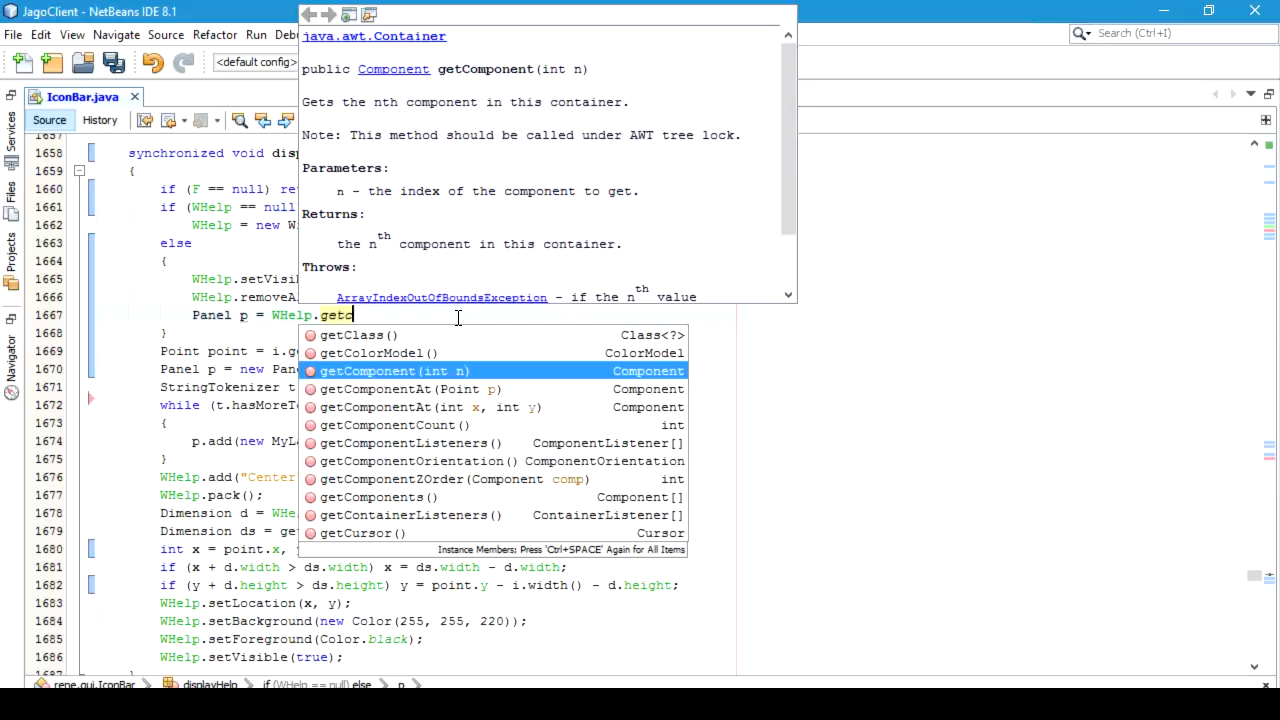 JagoClient - NetBeans IDE 8.1
File Edit View Navigate Source Refactor Run
Search (Ctrl+I)
<default config>
IconBar.java
Source History
Services
Files
Projects
Navigator
java.awt.Container
public Component getComponent(int n)
Gets the nth component in this container.
Note: This method should be called under AWT tree lock.
Parameters:
n - the index of the component to get.
Returns:
the nth component in this container.
Throws:
ArrayIndexOutOfBoundsException - if the nth value
1657
1658 synchronized void disp
1659 {
1660 if (F == null) ret
1661 if (WHelp == null
1662 WHelp = new W
1663 else
1664 {
1665 WHelp.setVisi
1666 WHelp.removeA
1667 Panel p = WHelp.getc
1668 }
1669 Point point = i.g
1670 Panel p = new Pan
1671 StringTokenizer t
1672 while (t.hasMoreT
1673 {
1674 p.add(new MyL
1675 }
1676 WHelp.add("Center
1677 WHelp.pack();
1678 Dimension d = WHe
1679 Dimension ds = get
1680 int x = point.x,
1681 if (x + d.width > ds.width) x = ds.width - d.width;
1682 if (y + d.height > ds.height) y = point.y - i.width() - d.height;
1683 WHelp.setLocation(x, y);
1684 WHelp.setBackground(new Color(255, 255, 220));
1685 WHelp.setForeground(Color.black);
1686 WHelp.setVisible(true);
1687 }
getClass() Class<?>
getColorModel() ColorModel
getComponent(int n) Component
getComponentAt(Point p) Component
getComponentAt(int x, int y) Component
getComponentCount() int
getComponentListeners() ComponentListener[]
getComponentOrientation() ComponentOrientation
getComponentZOrder(Component comp) int
getComponents() Component[]
getContainerListeners() ContainerListener[]
getCursor() Cursor
Instance Members; Press 'Ctrl+SPACE' Again for All Items
rene.gui.IconBar displayHelp if (WHelp == null) else p